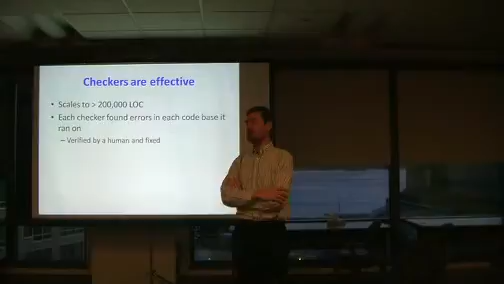 Checkers are effective
• Scales to > 200,000 LOC
• Each checker found errors in each code base it
ran on
– Verified by a human and fixed